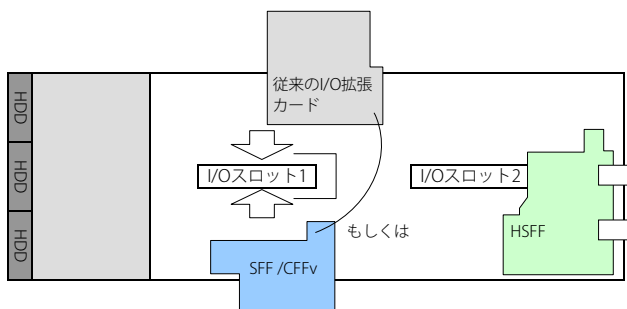 従来のI/O拡張
カード
HDD
HDD
HDD
I/Oスロット1
I/Oスロット2
もしくは
HSFF
SFF /CFFv